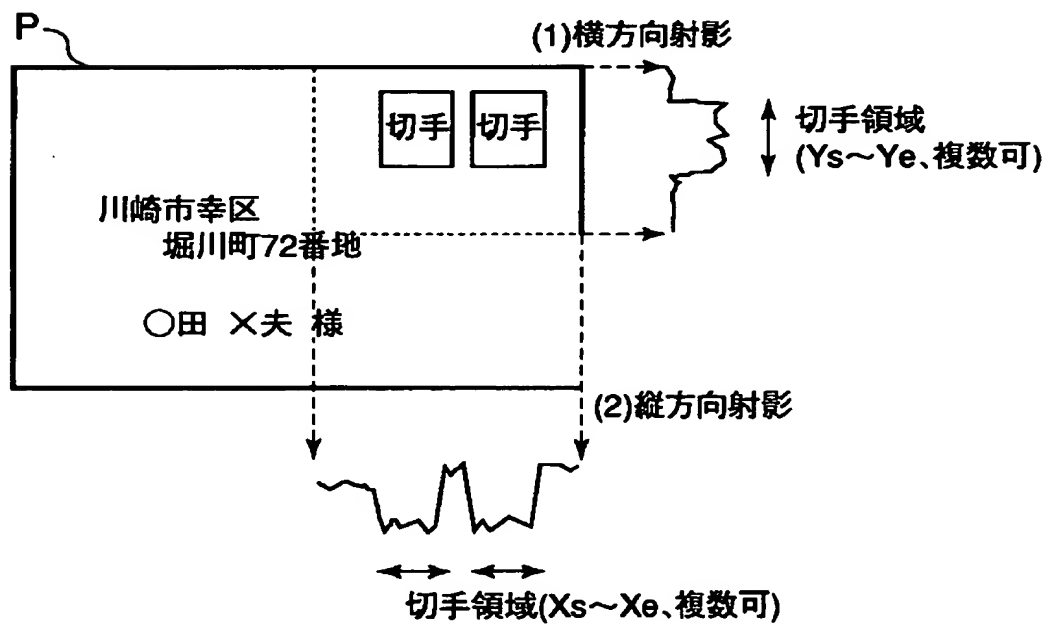 P
(1)横方向射影
切手 切手
切手領域
(Ys～Ye、複数可)
川崎市幸区
堀川町72番地
○田 ×夫 様
(2)縦方向射影
切手領域(Xs～Xe、複数可)